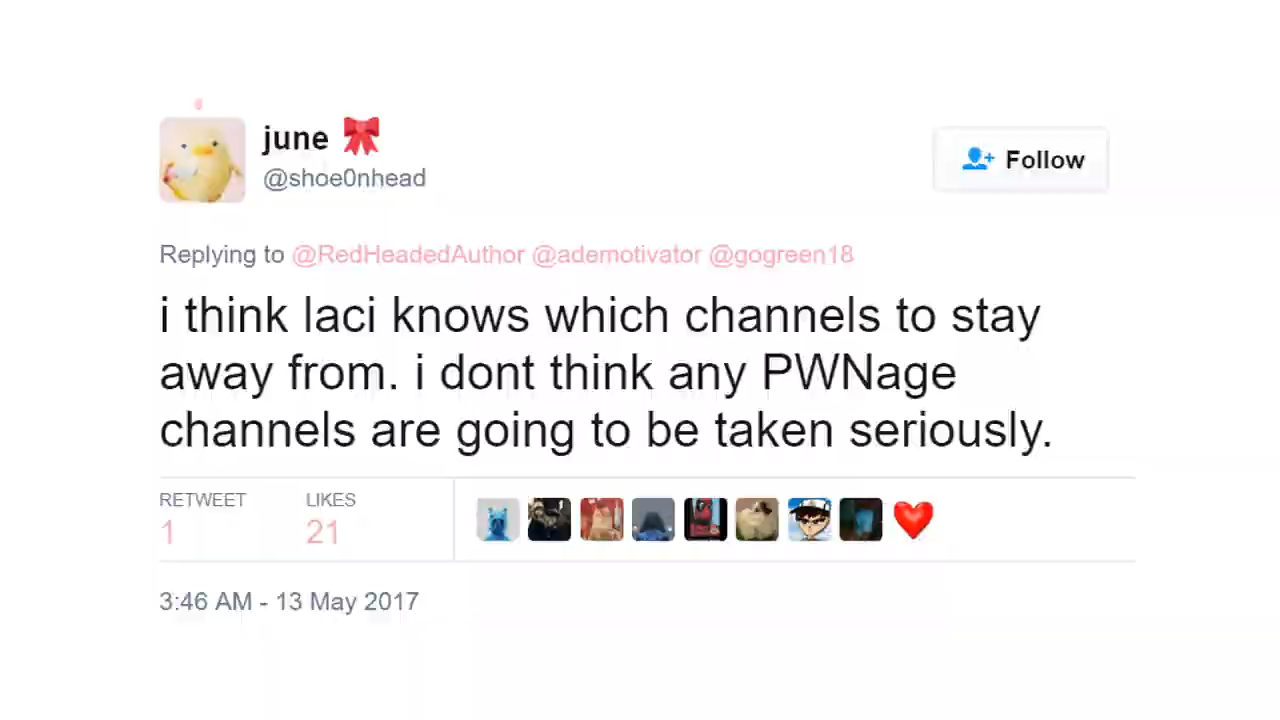 june
@shoe0nhead
Follow
Replying to @RedHeadedAuthor @ademotivator @gogreen18
i think laci knows which channels to stay
away from. i dont think any PWNage
channels are going to be taken seriously.
RETWEET LIKES
1 21
3:46 AM - 13 May 2017